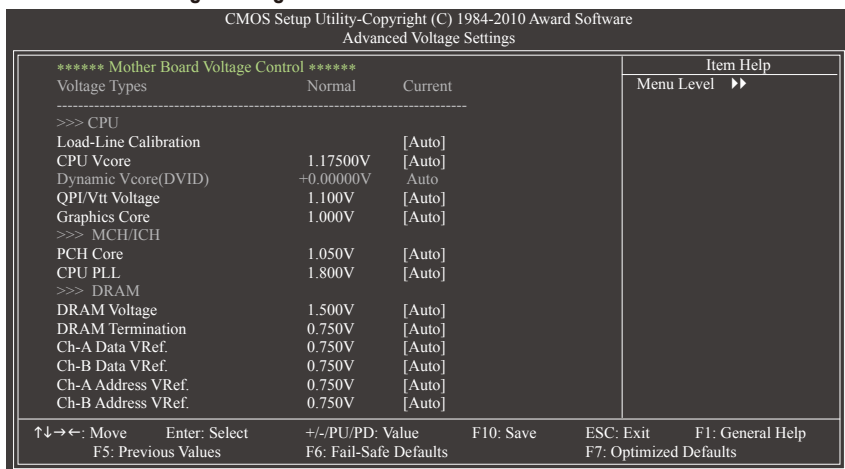 CMOS Setup Utility-Copyright (C) 1984-2010 Award Software
Advanced Voltage Settings
****** Mother Board Voltage Control ******
Item Help
Voltage Types Normal Current
Menu Level ▶▶
-----------------------------------------------------------------------------
>>> CPU
Load-Line Calibration [Auto]
CPU Vcore 1.17500V [Auto]
Dynamic Vcore(DVID) +0.00000V Auto
QPI/Vtt Voltage 1.100V [Auto]
Graphics Core 1.000V [Auto]
>>> MCH/ICH
PCH Core 1.050V [Auto]
CPU PLL 1.800V [Auto]
>>> DRAM
DRAM Voltage 1.500V [Auto]
DRAM Termination 0.750V [Auto]
Ch-A Data VRef. 0.750V [Auto]
Ch-B Data VRef. 0.750V [Auto]
Ch-A Address VRef. 0.750V [Auto]
Ch-B Address VRef. 0.750V [Auto]
↑↓→←: Move Enter: Select +/-/PU/PD: Value F10: Save ESC: Exit F1: General Help
F5: Previous Values F6: Fail-Safe Defaults F7: Optimized Defaults